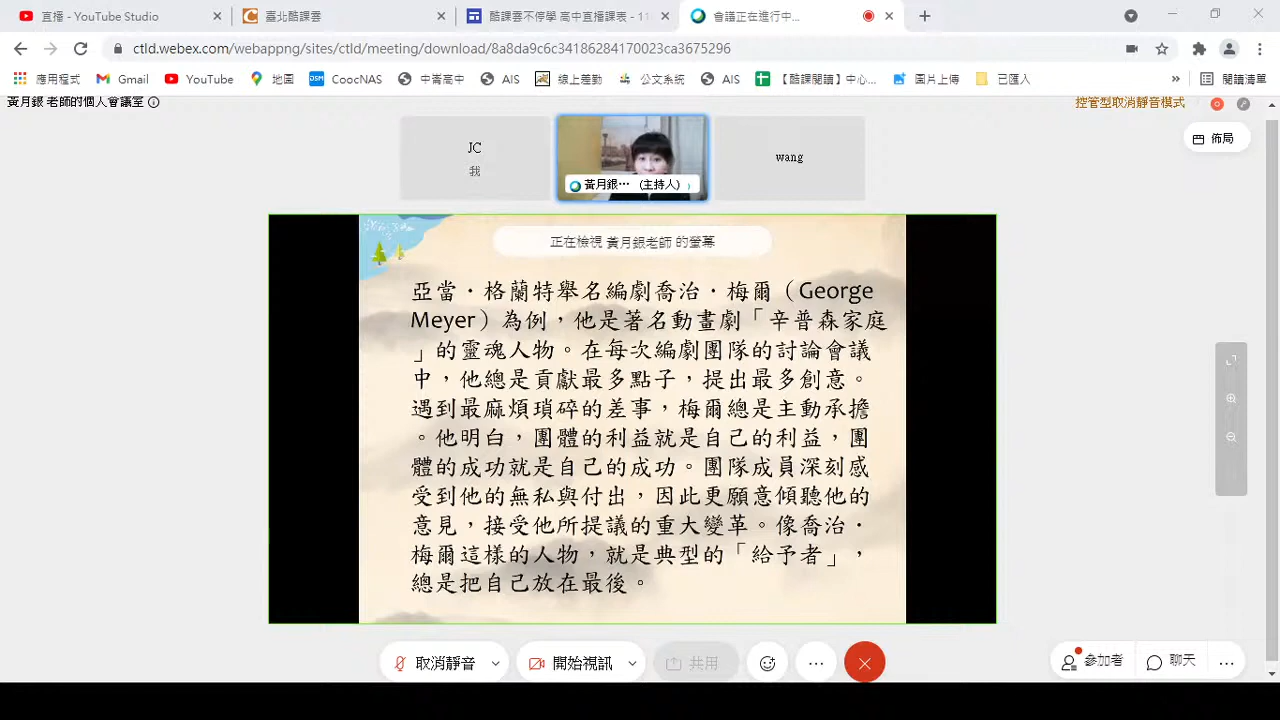 直播 - YouTube Studio
臺北酷課雲
酷課雲不停學 高中直播課表 - 11
會議正在進行中...
ctld.webex.com/webappng/sites/ctld/meeting/download/8a8da9c6c34186284170023ca3675296
應用程式
Gmail
YouTube
地圖
CoocNAS
AIS
線上差勤
公文系統
AIS
【酷課閱讀】中心...
圖片上傳
已匯入
»
閱讀清單
黃月銀 老師的個人會議室
控管型取消靜音模式
佈局
JC
我
黃月銀… (主持人)
wang
正在檢視 黃月銀老師 的螢幕
亞當．格蘭特舉名編劇喬治．梅爾（George
Meyer）為例，他是著名動畫劇「辛普森家庭
」的靈魂人物。在每次編劇團隊的討論會議
中，他總是貢獻最多點子，提出最多創意。
遇到最麻煩瑣碎的差事，梅爾總是主動承擔
。他明白，團體的利益就是自己的利益，團
體的成功就是自己的成功。團隊成員深刻感
受到他的無私與付出，因此更願意傾聽他的
意見，接受他所提議的重大變革。像喬治．
梅爾這樣的人物，就是典型的「給予者」，
總是把自己放在最後。
取消靜音
開始視訊
共用
參加者
聊天